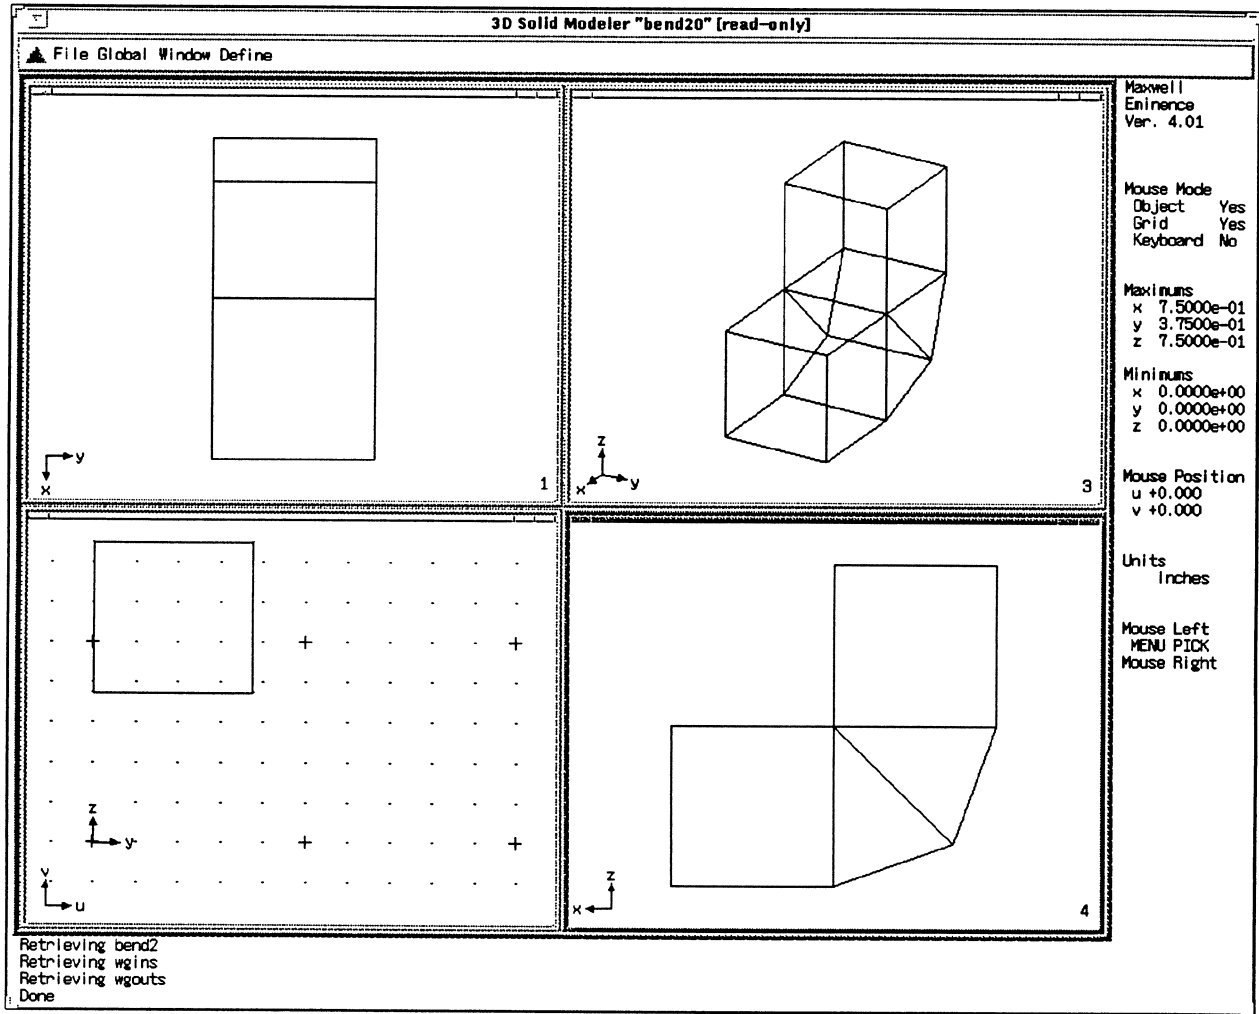 3D Solid Modeler "bend20" [read-only]
File Global Window Define
Maxwell
Eminence
Ver. 4.01
Mouse Mode
Object Yes
Grid Yes
Keyboard No
Maximums
x 7.5000e-01
y 3.7500e-01
z 7.5000e-01
Minimums
x 0.0000e+00
y 0.0000e+00
z 0.0000e+00
Mouse Position
u +0.000
v +0.000
Units
inches
Mouse Left
MENU PICK
Mouse Right
y
x
1
z
x
y
3
z
y
v
u
z
x
4
Retrieving bend2
Retrieving wgins
Retrieving wgouts
Done